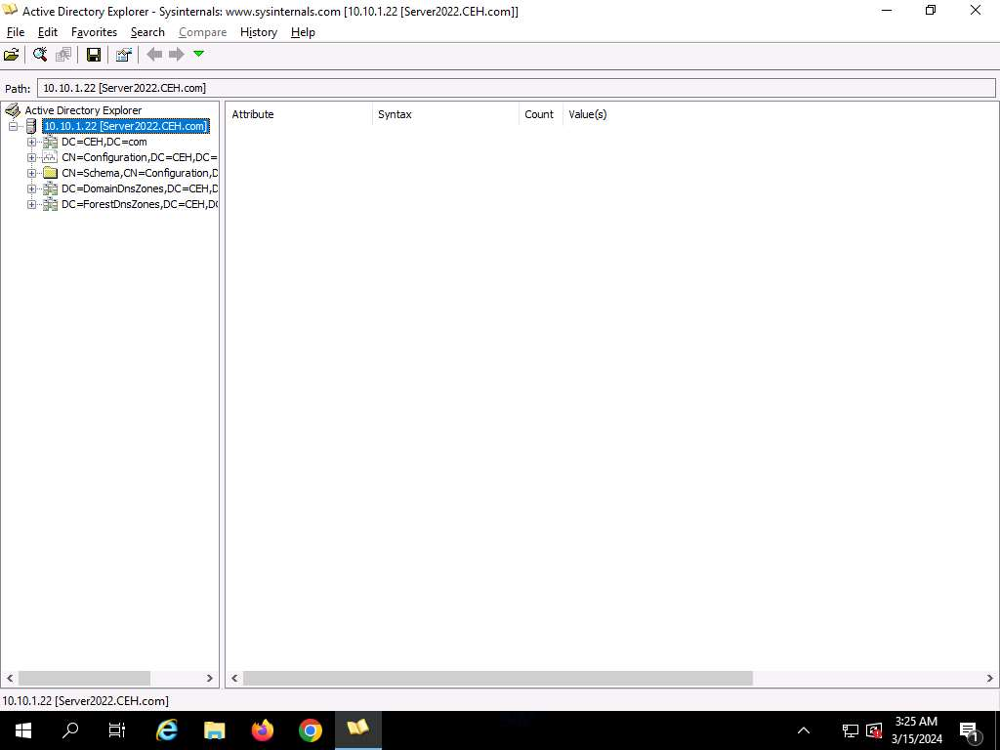 Active Directory Explorer - Sysinternals: www.sysinternals.com [10.10.1.22 [Server2022.CEH.com]]
File Edit Favorites Search Compare History Help
Path: 10.10.1.22 [Server2022.CEH.com]
Active Directory Explorer
10.10.1.22 [Server2022.CEH.com]
DC=CEH,DC=com
CN=Configuration,DC=CEH,DC=
CN=Schema,CN=Configuration,D
DC=DomainDnsZones,DC=CEH,D
DC=ForestDnsZones,DC=CEH,DC
Attribute Syntax Count Value(s)
10.10.1.22 [Server2022.CEH.com]
3:25 AM
3/15/2024
1